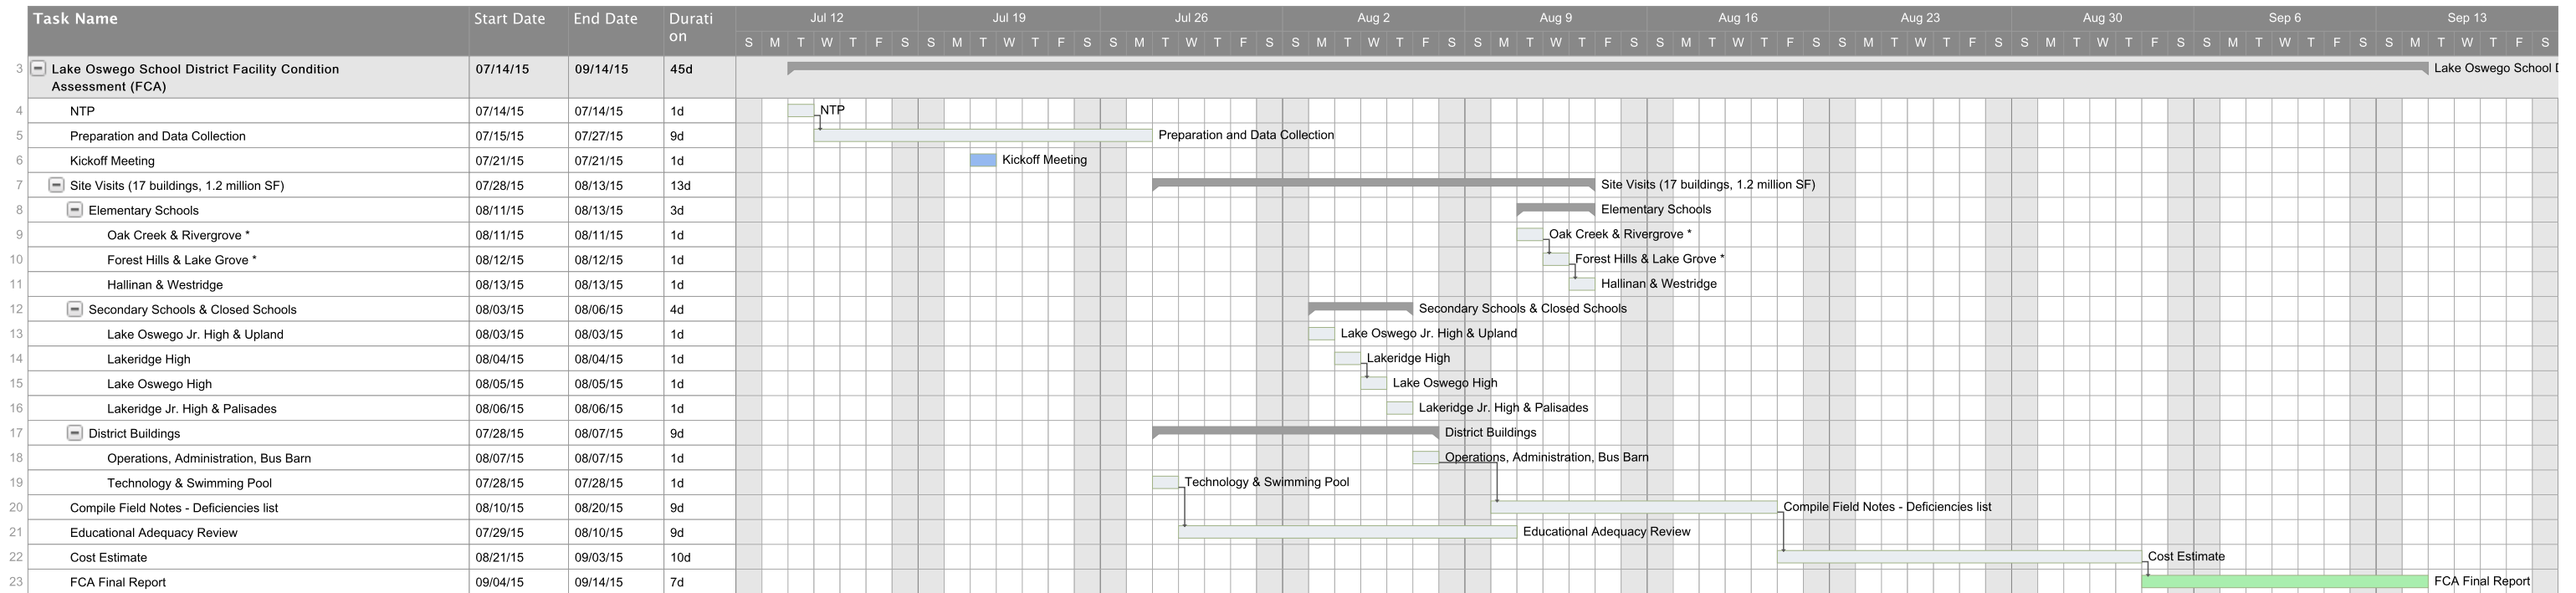 Task Name Start Date End Date Durati Jul 12 Jul 19 Jul 26 Aug 2 Aug 9 Aug 16 Aug 23 Aug 30 Sep 6 Sep 13
on S M T W T F S S M T W T F S S M T W T F S S M T W T F S S M T W T F S S M T W T F S S M T W T F S S M T W T F S S M T W T F S S M T W T F S
3 Lake Oswego School District Facility Condition 07/14/15 09/14/15 45d Lake Oswego School
Assessment (FCA)
4 NTP 07/14/15 07/14/15 1d NTP
5 Preparation and Data Collection 07/15/15 07/27/15 9d Preparation and Data Collection
6 Kickoff Meeting 07/21/15 07/21/15 1d Kickoff Meeting
7 Site Visits (17 buildings, 1.2 million SF) 07/28/15 08/13/15 13d Site Visits (17 buildings, 1.2 million SF)
8 Elementary Schools 08/11/15 08/13/15 3d Elementary Schools
9 Oak Creek & Rivergrove * 08/11/15 08/11/15 1d Oak Creek & Rivergrove *
10 Forest Hills & Lake Grove * 08/12/15 08/12/15 1d Forest Hills & Lake Grove *
11 Hallinan & Westridge 08/13/15 08/13/15 1d Hallinan & Westridge
12 Secondary Schools & Closed Schools 08/03/15 08/06/15 4d Secondary Schools & Closed Schools
13 Lake Oswego Jr. High & Upland 08/03/15 08/03/15 1d Lake Oswego Jr. High & Upland
14 Lakeridge High 08/04/15 08/04/15 1d Lakeridge High
15 Lake Oswego High 08/05/15 08/05/15 1d Lake Oswego High
16 Lakeridge Jr. High & Palisades 08/06/15 08/06/15 1d Lakeridge Jr. High & Palisades
17 District Buildings 07/28/15 08/07/15 9d District Buildings
18 Operations, Administration, Bus Barn 08/07/15 08/07/15 1d Operations, Administration, Bus Barn
19 Technology & Swimming Pool 07/28/15 07/28/15 1d Technology & Swimming Pool
20 Compile Field Notes - Deficiencies list 08/10/15 08/20/15 9d Compile Field Notes - Deficiencies list
21 Educational Adequacy Review 07/29/15 08/10/15 9d Educational Adequacy Review
22 Cost Estimate 08/21/15 09/03/15 10d Cost Estimate
23 FCA Final Report 09/04/15 09/14/15 7d FCA Final Report